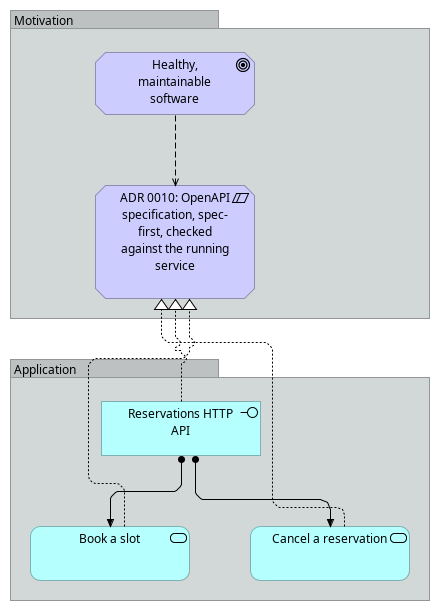 Motivation
Healthy,
maintainable
software
ADR 0010: OpenAPI
specification, spec-
first, checked
against the running
service
Application
Reservations HTTP
API
Book a slot
Cancel a reservation